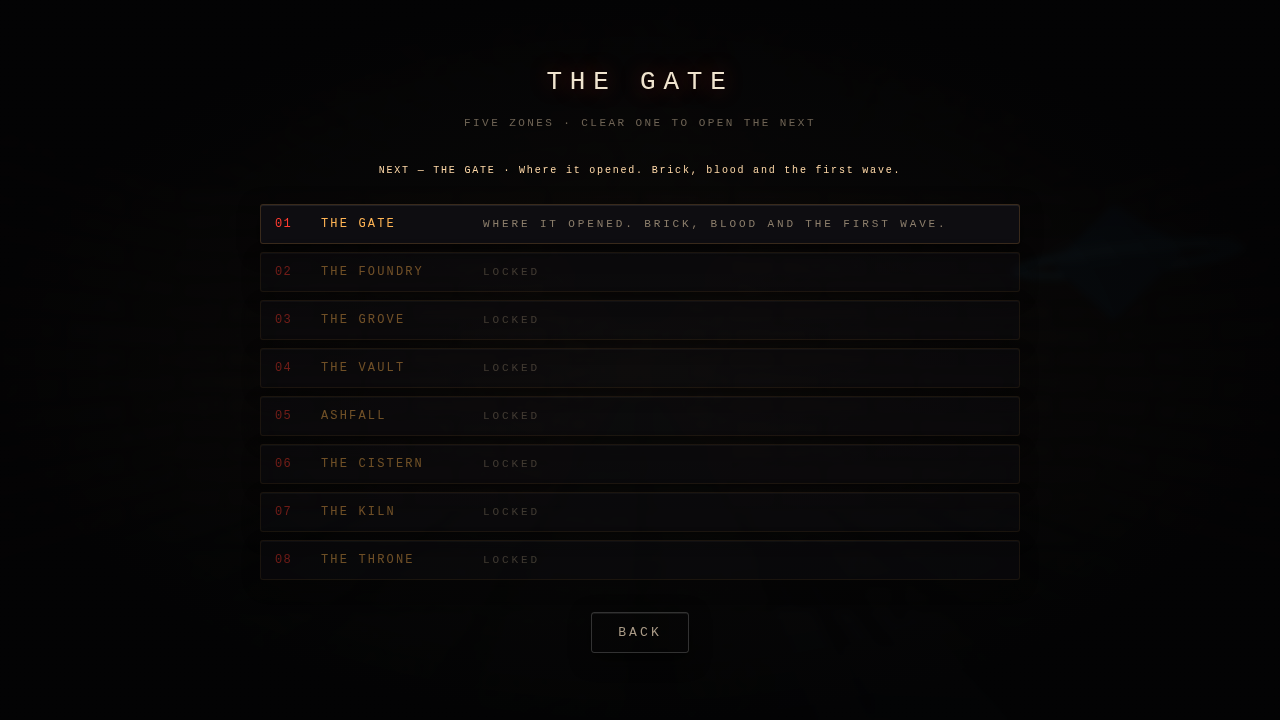 THE GATE
FIVE ZONES · CLEAR ONE TO OPEN THE NEXT
NEXT — THE GATE · Where it opened. Brick, blood and the first wave.
01 THE GATE WHERE IT OPENED. BRICK, BLOOD AND THE FIRST WAVE.
02 THE FOUNDRY LOCKED
03 THE GROVE LOCKED
04 THE VAULT LOCKED
05 ASHFALL LOCKED
06 THE CISTERN LOCKED
07 THE KILN LOCKED
08 THE THRONE LOCKED
BACK